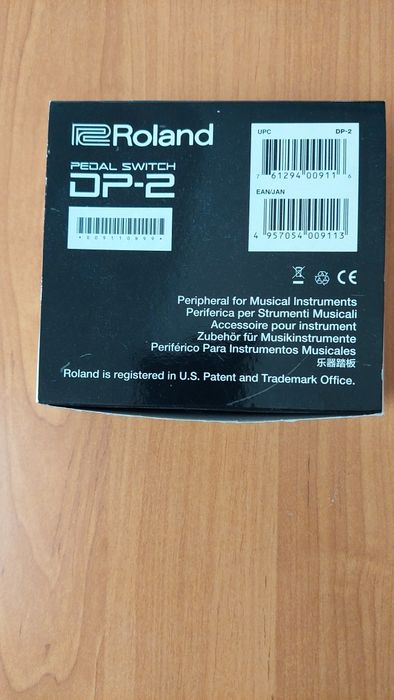 Roland
PEDAL SWITCH
DP-2
UPC DP-2
7 61294 00911 6
EAN/JAN
4 957054 009113
CE
Peripheral for Musical Instruments
Periferica per Strumenti Musicali
Accessoire pour instrument
Zubehör für Musikinstrumente
Periférico Para Instrumentos Musicales
乐器踏板
Roland is registered in U.S. Patent and Trademark Office.